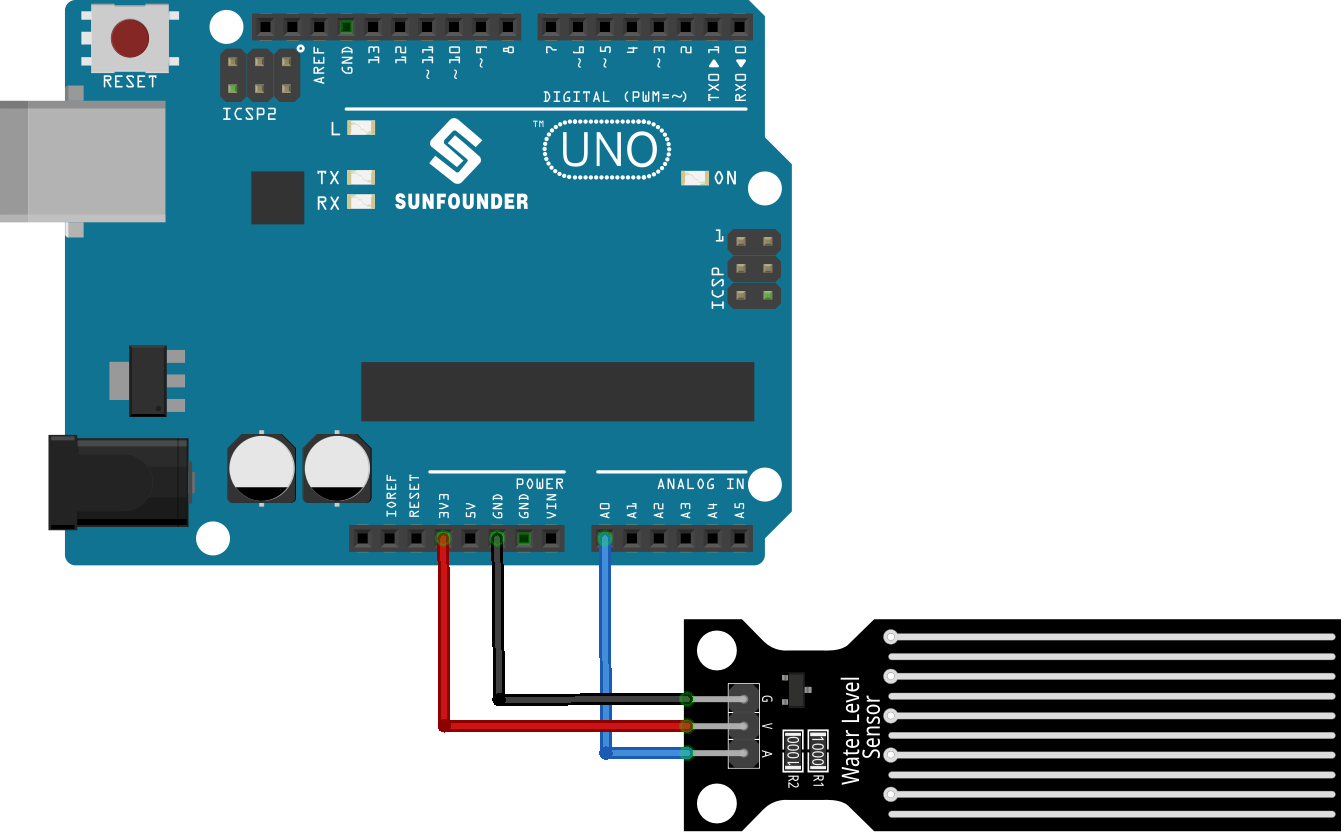 RESET
ICSP2
AREF
GND
13
12
~11
~10
~9
8
7
~6
~5
4
~3
2
TX0▶1
RX0◀0
DIGITAL (PWM=~)
L
TX
RX
SUNFOUNDER
™
UNO
ON
1
ICSP
POWER
ANALOG IN
IOREF
RESET
3V3
5V
GND
GND
VIN
A0
A1
A2
A3
A4
A5
G
V
A
1000
1000
R2
R1
Water Level
Sensor